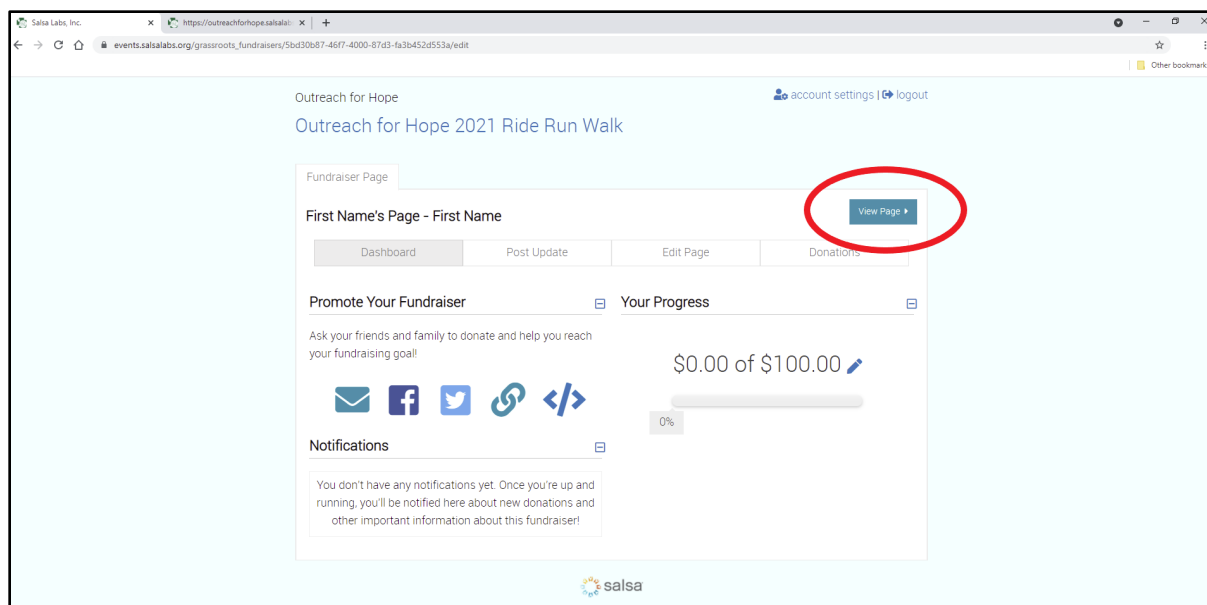 Salsa Labs, Inc.
https://outreachforhope.salsalab
events.salsalabs.org/grassroots_fundraisers/5bd30b87-46f7-4000-87d3-fa3b452d553a/edit
Other bookmark
Outreach for Hope
account settings | logout
Outreach for Hope 2021 Ride Run Walk
Fundraiser Page
First Name's Page - First Name
View Page
Dashboard Post Update Edit Page Donations
Promote Your Fundraiser
Your Progress
Ask your friends and family to donate and help you reach
your fundraising goal!
$0.00 of $100.00
0%
Notifications
You don't have any notifications yet. Once you're up and
running, you'll be notified here about new donations and
other important information about this fundraiser!
salsa